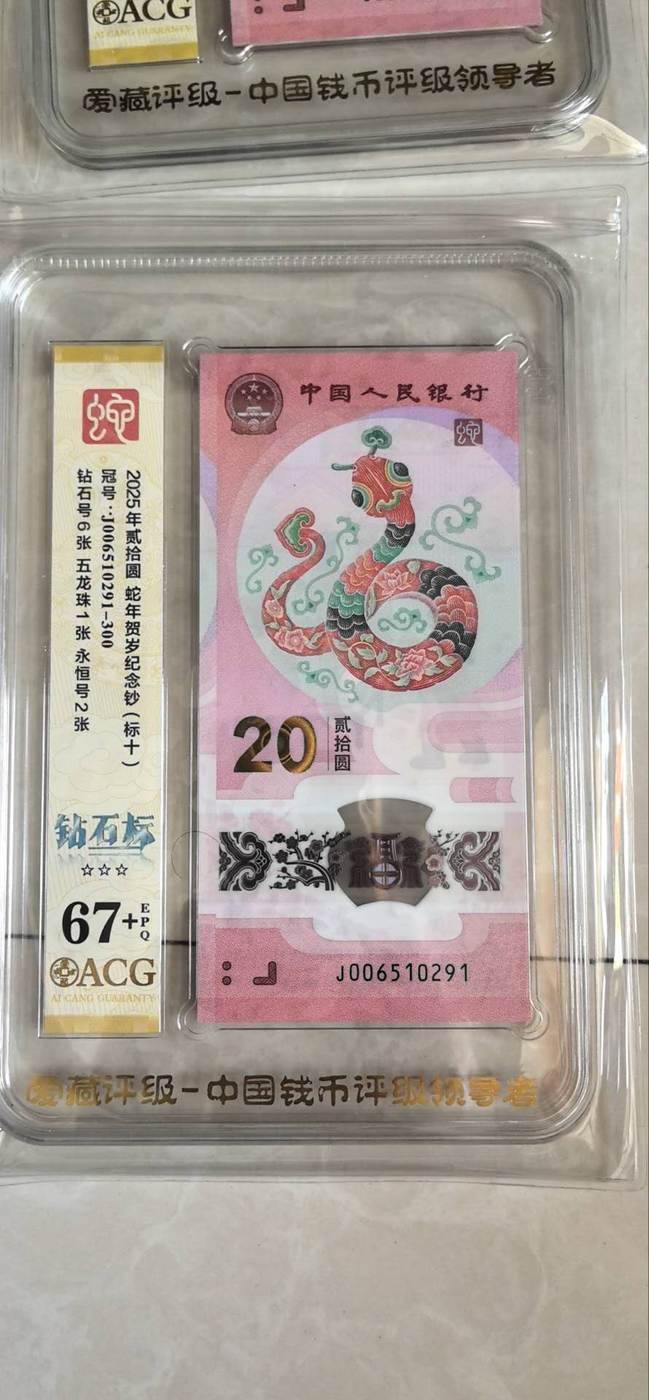 ACG
AI CANG GUARANTY
爱藏评级-中国钱币评级领导者
蛇
2025年贰拾圆 蛇年贺岁纪念钞(标十)
冠号:J006510291-300
钻石号6张 五龙珠1张 永恒号2张
钻石标
☆☆☆
67+EPQ
ACG
AI CANG GUARANTY
中国人民银行
蛇
20
贰拾圆
J006510291
爱藏评级-中国钱币评级领导者